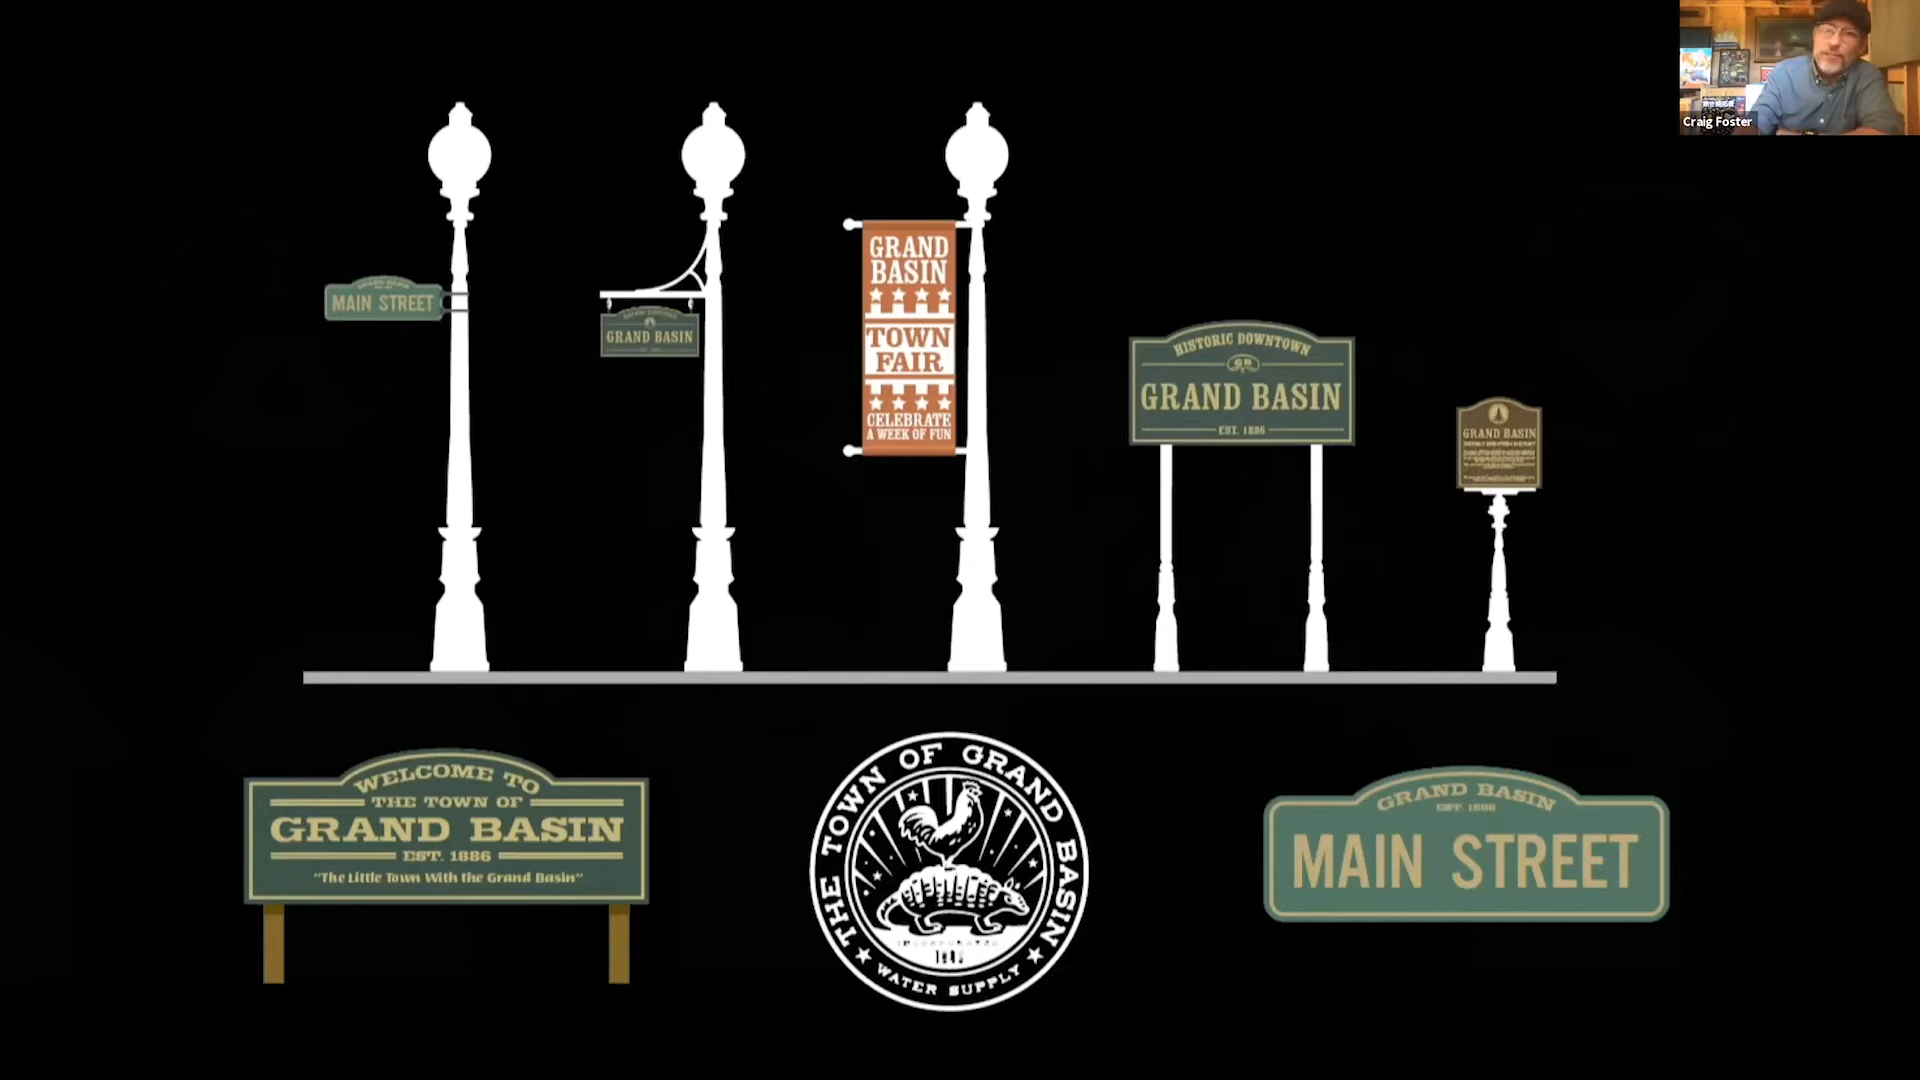 Craig Foster
MAIN STREET
GRAND BASIN
GRAND
BASIN
TOWN
FAIR
CELEBRATE
A WEEK OF FUN
HISTORIC DOWNTOWN
GB
GRAND BASIN
EST. 1886
GRAND BASIN
WELCOME TO
THE TOWN OF
GRAND BASIN
EST. 1886
"The Little Town With the Grand Basin"
THE TOWN OF GRAND BASIN
INCORPORATED
WATER SUPPLY
GRAND BASIN
EST. 1886
MAIN STREET